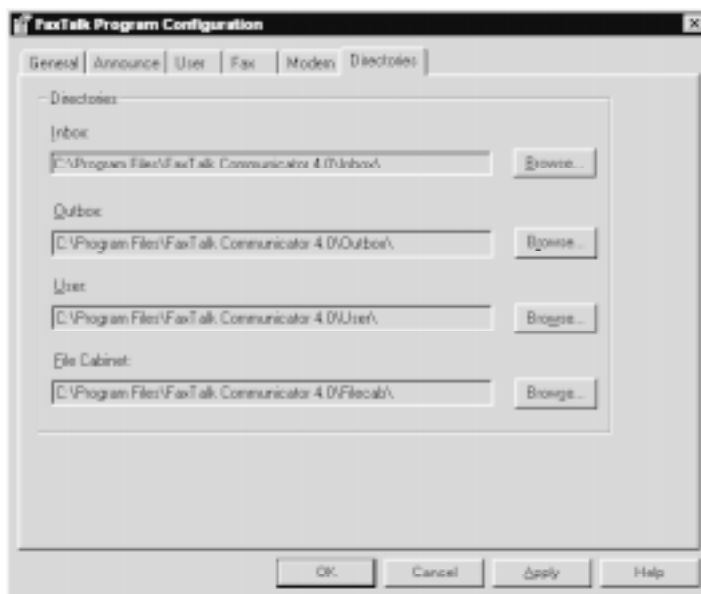 FaxTalk Program Configuration
General Announce User Fax Modem Directories
Directories
Inbox:
C:\Program Files\FaxTalk Communicator 4.0\Inbox\ Browse...
Outbox:
C:\Program Files\FaxTalk Communicator 4.0\Outbox\ Browse...
User:
C:\Program Files\FaxTalk Communicator 4.0\User\ Browse...
File Cabinet:
C:\Program Files\FaxTalk Communicator 4.0\Filecab\ Browse...
OK Cancel Apply Help